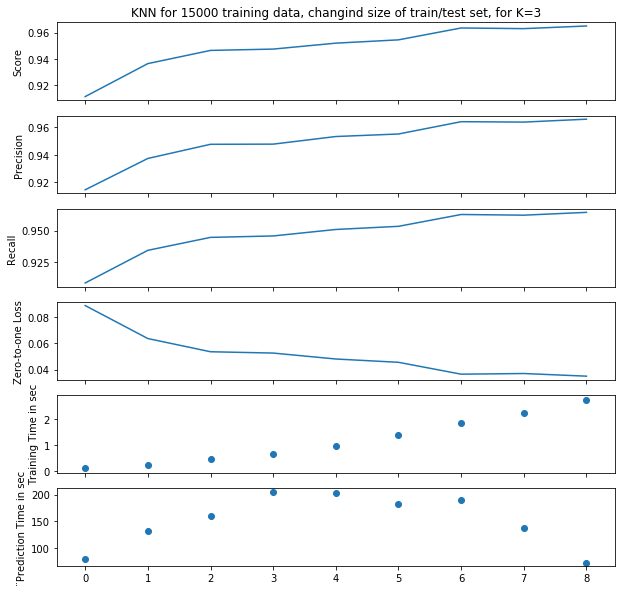 KNN for 15000 training data, changind size of train/test set, for K=3
0.96
0.94
0.92
Score
0.96
0.94
0.92
Precision
0.950
0.925
Recall
0.08
0.06
0.04
Zero-to-one Loss
2
1
0
Training Time in sec
200
150
100
Prediction Time in sec
0 1 2 3 4 5 6 7 8